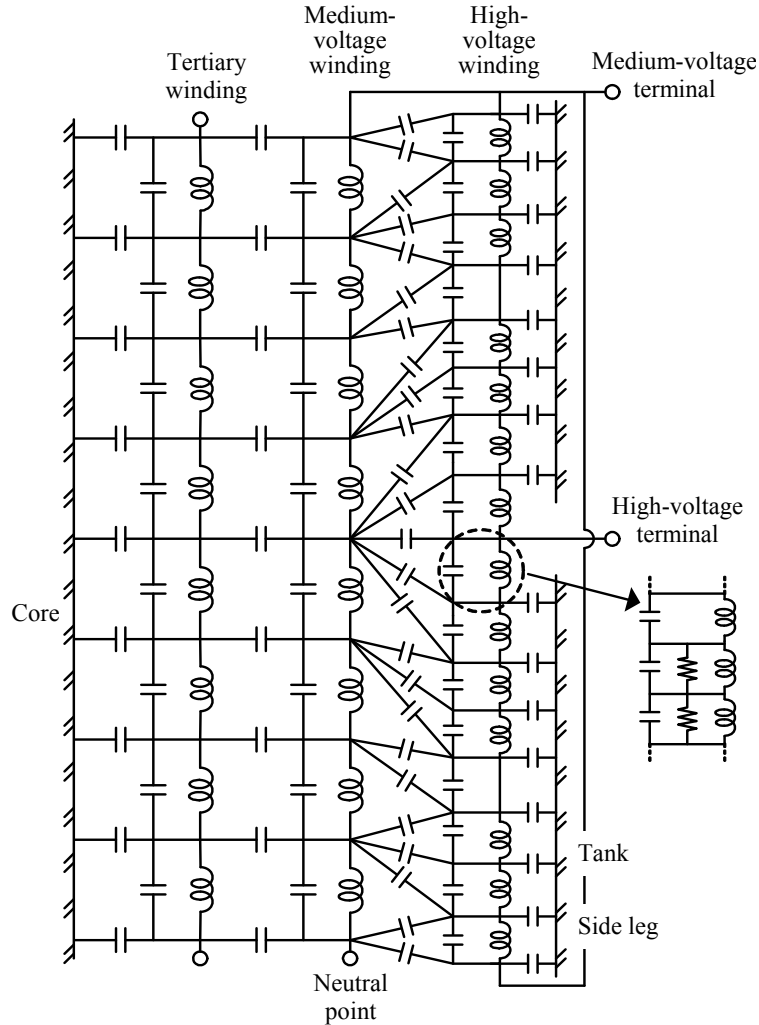 Medium-
voltage
winding
High-
voltage
winding
Tertiary
winding
Medium-voltage
terminal
High-voltage
terminal
Core
Tank
Side leg
Neutral
point